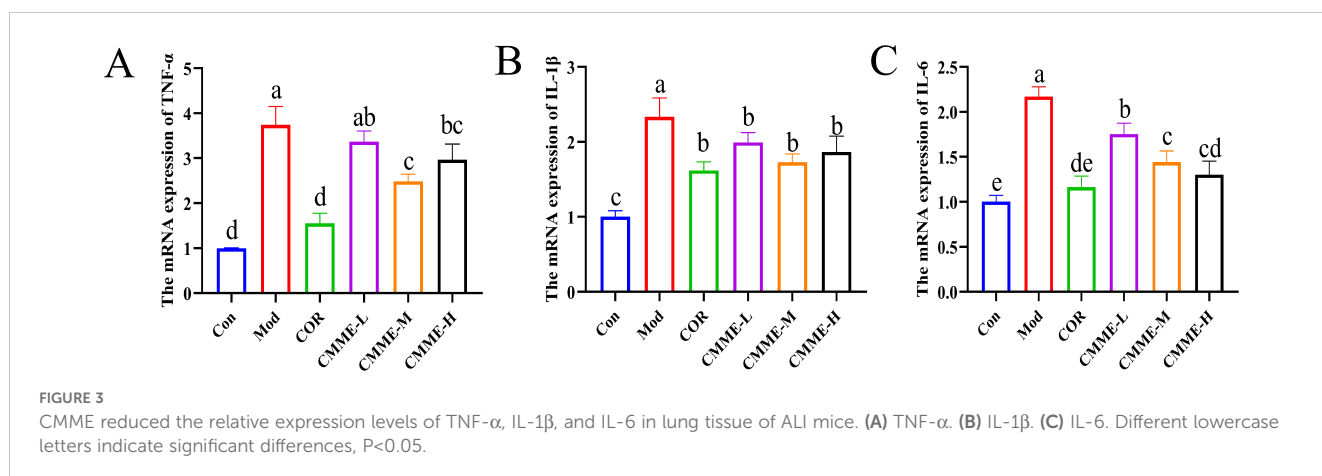 A
The mRNA expression of TNF-α
5
4
3
2
1
0
d
a
d
ab
c
bc
Con
Mod
COR
CMME-L
CMME-M
CMME-H
B
The mRNA expression of IL-1β
3
2
1
0
c
a
b
b
b
b
Con
Mod
COR
CMME-L
CMME-M
CMME-H
C
The mRNA expression of IL-6
2.5
2.0
1.5
1.0
0.5
0.0
e
a
de
b
c
cd
Con
Mod
COR
CMME-L
CMME-M
CMME-H
FIGURE 3
CMME reduced the relative expression levels of TNF-α, IL-1β, and IL-6 in lung tissue of ALI mice. (A) TNF-α. (B) IL-1β. (C) IL-6. Different lowercase
letters indicate significant differences, P<0.05.